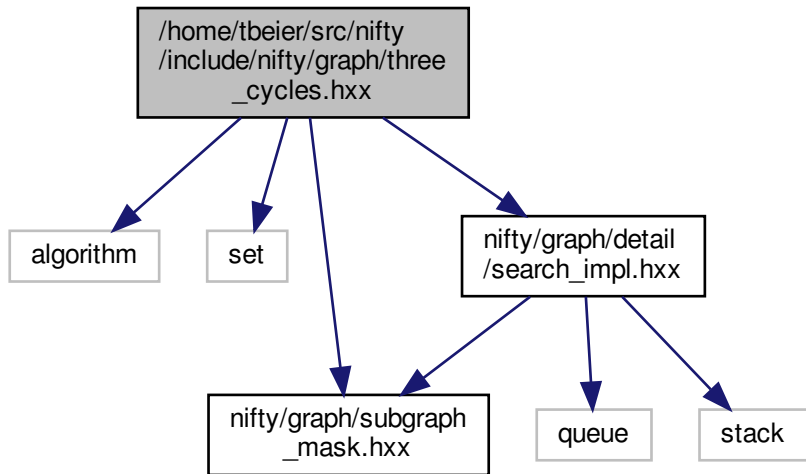 /home/tbeier/src/nifty
/include/nifty/graph/three
_cycles.hxx
algorithm
set
nifty/graph/detail
/search_impl.hxx
nifty/graph/subgraph
_mask.hxx
queue
stack